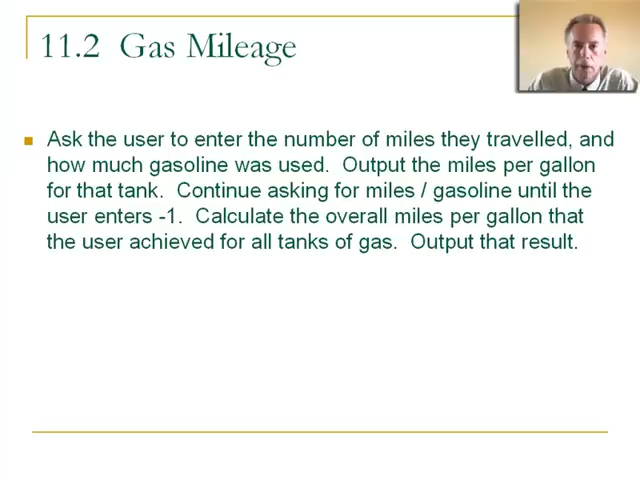 11.2 Gas Mileage
Ask the user to enter the number of miles they travelled, and
how much gasoline was used. Output the miles per gallon
for that tank. Continue asking for miles / gasoline until the
user enters -1. Calculate the overall miles per gallon that
the user achieved for all tanks of gas. Output that result.